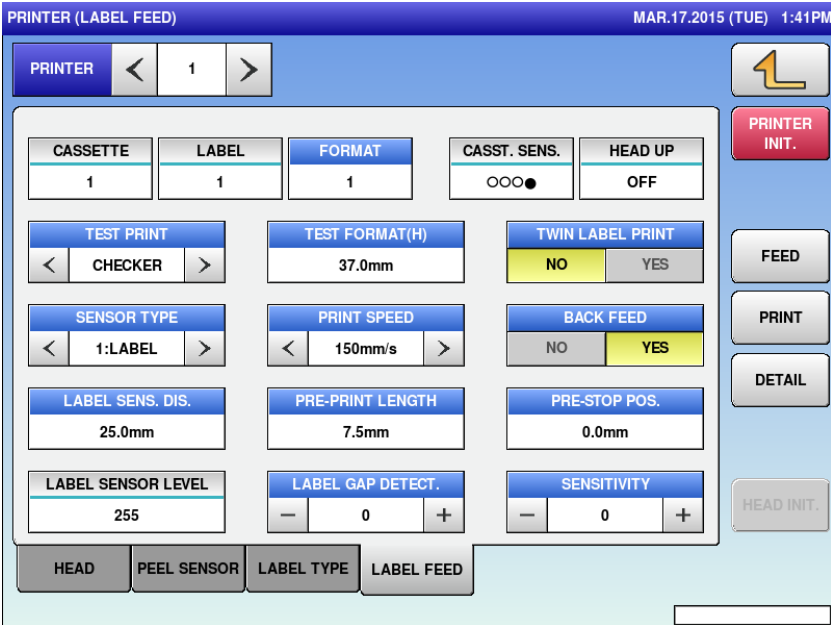 PRINTER (LABEL FEED) MAR.17.2015 (TUE) 1:41PM
PRINTER 1
PRINTER
INIT.
CASSETTE LABEL FORMAT CASST. SENS. HEAD UP
1 1 1 ○○○● OFF
TEST PRINT TEST FORMAT(H) TWIN LABEL PRINT
< CHECKER > 37.0mm NO YES
FEED
SENSOR TYPE PRINT SPEED BACK FEED
< 1:LABEL > < 150mm/s > NO YES
PRINT
LABEL SENS. DIS. PRE-PRINT LENGTH PRE-STOP POS.
25.0mm 7.5mm 0.0mm
DETAIL
LABEL SENSOR LEVEL LABEL GAP DETECT. SENSITIVITY
255 − 0 + − 0 +
HEAD INIT.
HEAD PEEL SENSOR LABEL TYPE LABEL FEED